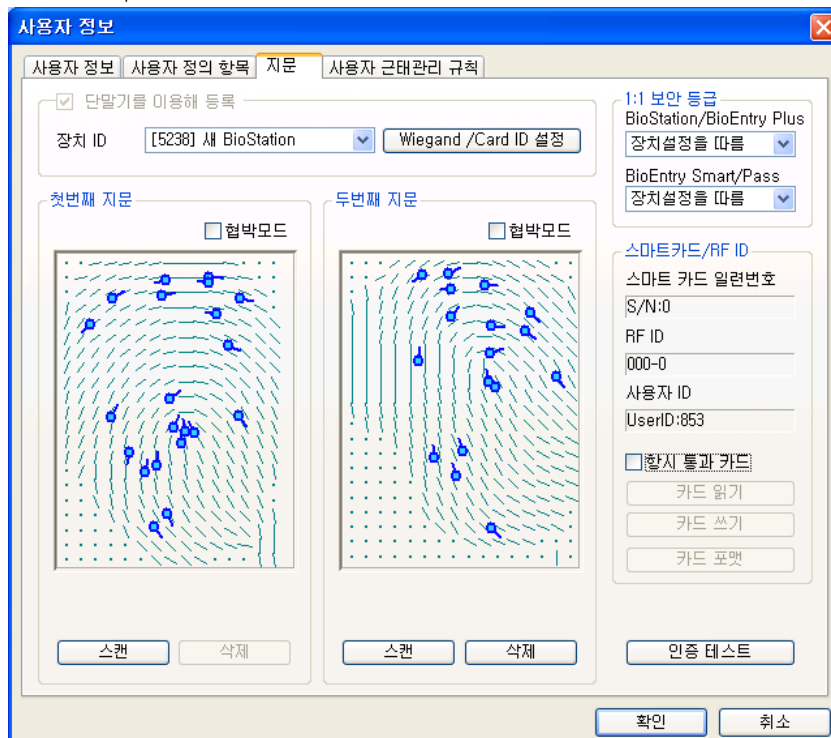 사용자 정보
사용자 정보 사용자 정의 항목 지문 사용자 근태관리 규칙
단말기를 이용해 등록
장치 ID [5238] 새 BioStation Wiegand /Card ID 설정
1:1 보안 등급
BioStation/BioEntry Plus
장치설정을 따름
BioEntry Smart/Pass
장치설정을 따름
첫번째 지문
협박모드
두번째 지문
협박모드
스마트카드/RF ID
스마트 카드 일련번호
S/N:0
RF ID
000-0
사용자 ID
UserID:853
항시 통과 카드
카드 읽기
카드 쓰기
카드 포맷
스캔 삭제
스캔 삭제
인증 테스트
확인 취소